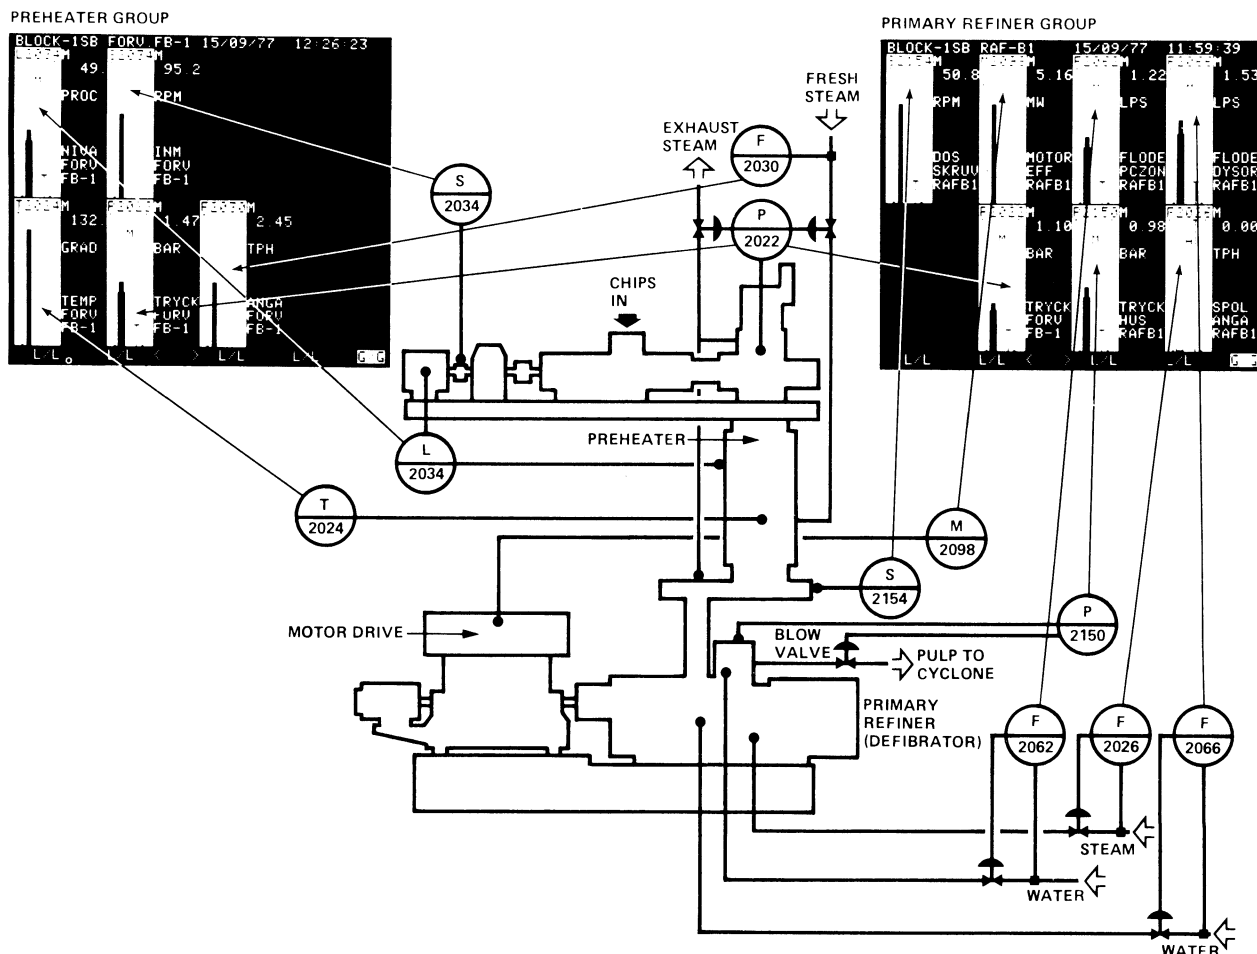 PREHEATER GROUP
BLOCK-1SB FORV.FB-1 15/09/77 12:26:23
49.
95.2
PROC
RPM
NIVA
FORV
FB-1
INM
FORV
FB-1
132.
1.47
2.45
GRAD
BAR
TPH
TEMP
FORV
FB-1
TRYCK
FB-1
ANGA
FORV
FB-1
L/L
L/L
< >
L/L
L/L
PRIMARY REFINER GROUP
BLOCK-1SB RAF-B1 15/09/77 11:59:39
50.8
5.16
1.22
1.53
RPM
MW
LPS
LPS
DOS
SKRUV
RAFB1
MOTOR
EFF
RAFB1
FLODE
PCZON
RAFB1
FLODE
DYSOR
RAFB1
1.10
0.98
0.00
BAR
BAR
TPH
TRYCK
FORV
FB-1
TRYCK
HUS
RAFB1
SPOL
ANGA
RAFB1
L/L
L/L
< >
L/L
L/L
FRESH
STEAM
EXHAUST
STEAM
F
2030
S
2034
P
2022
CHIPS
IN
PREHEATER
L
2034
T
2024
M
2098
S
2154
MOTOR DRIVE
BLOW
VALVE
P
2150
PULP TO
CYCLONE
PRIMARY
REFINER
(DEFIBRATOR)
F
2062
F
2026
F
2066
STEAM
WATER
WATER